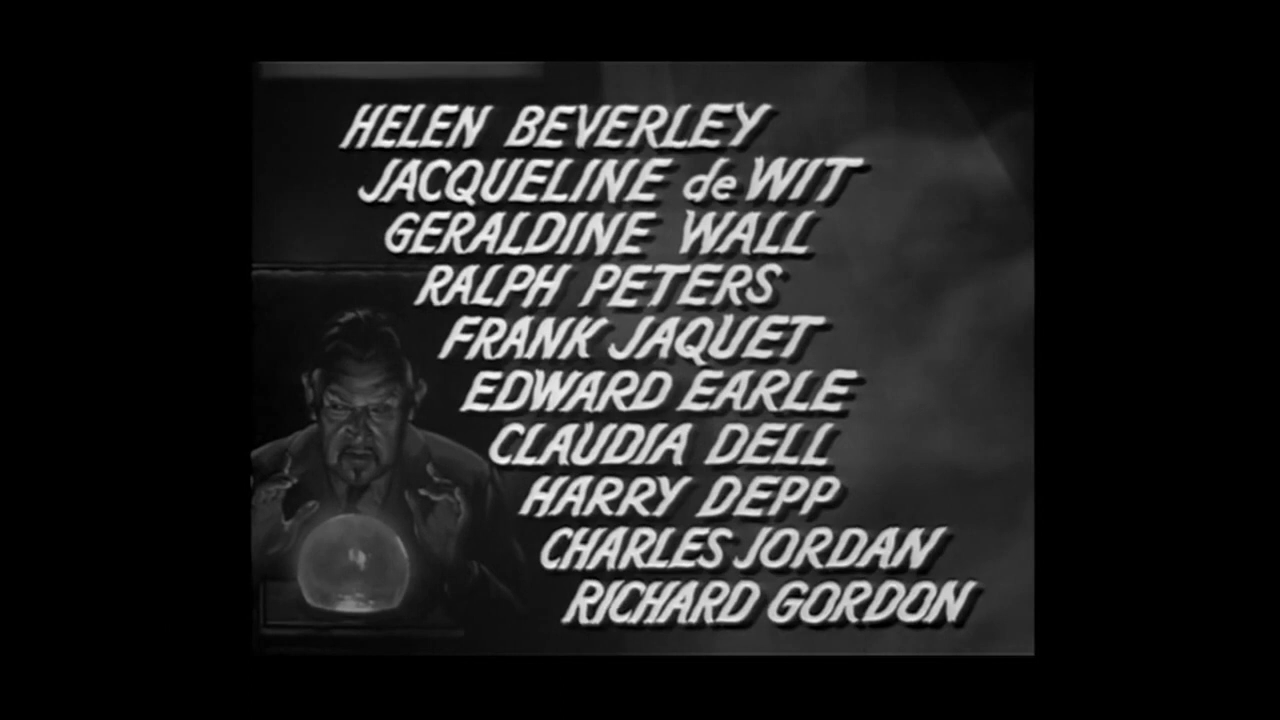 HELEN BEVERLEY
JACQUELINE de WIT
GERALDINE WALL
RALPH PETERS
FRANK JAQUET
EDWARD EARLE
CLAUDIA DELL
HARRY DEPP
CHARLES JORDAN
RICHARD GORDON